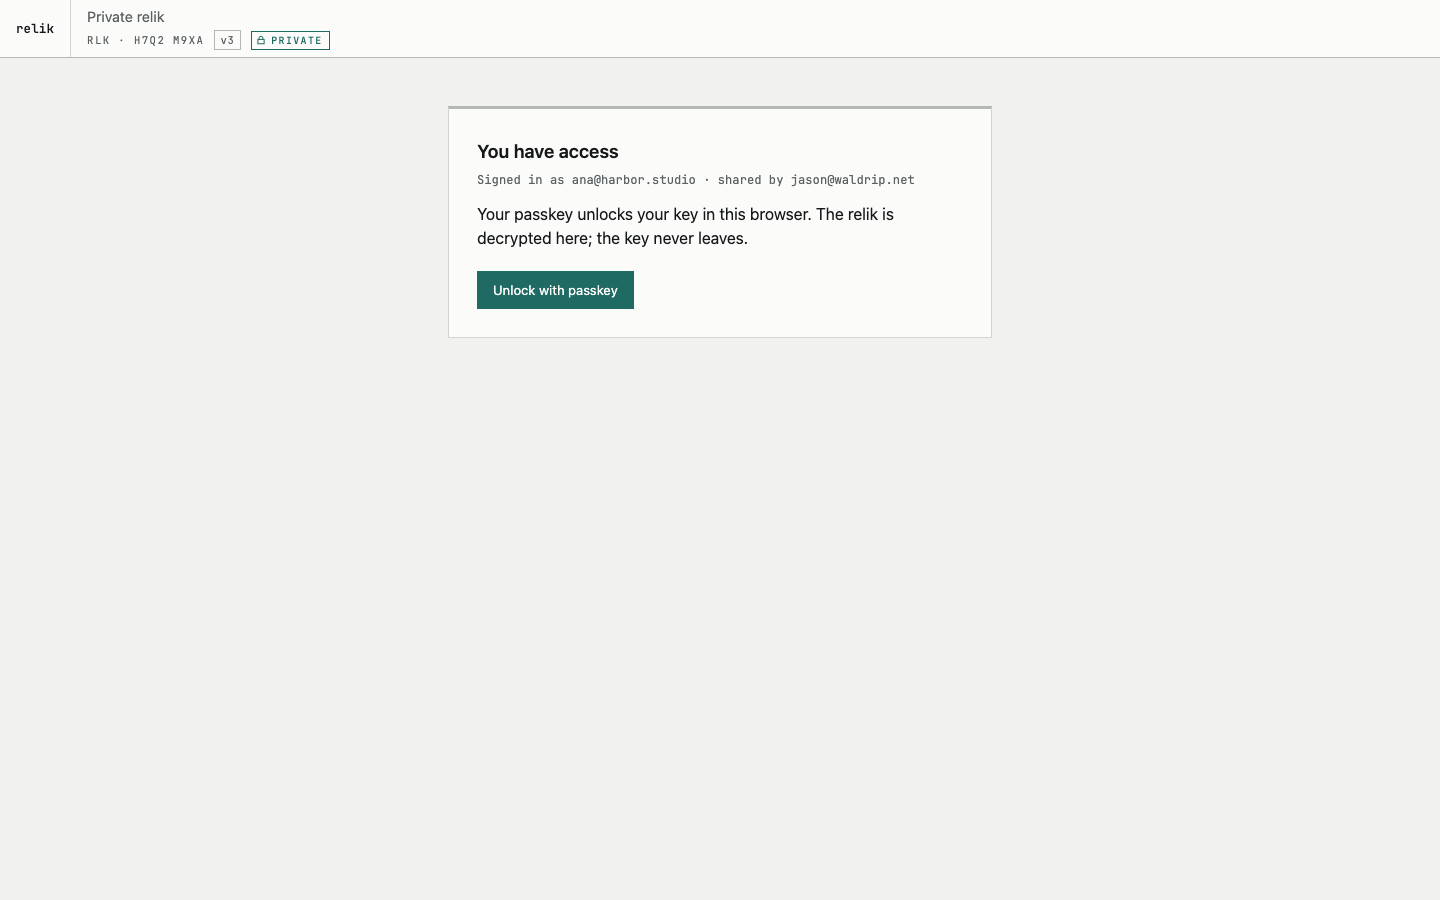 relik
Private relik
RLK · H7Q2 M9XA v3 PRIVATE
You have access
Signed in as ana@harbor.studio · shared by jason@waldrip.net
Your passkey unlocks your key in this browser. The relik is
decrypted here; the key never leaves.
Unlock with passkey